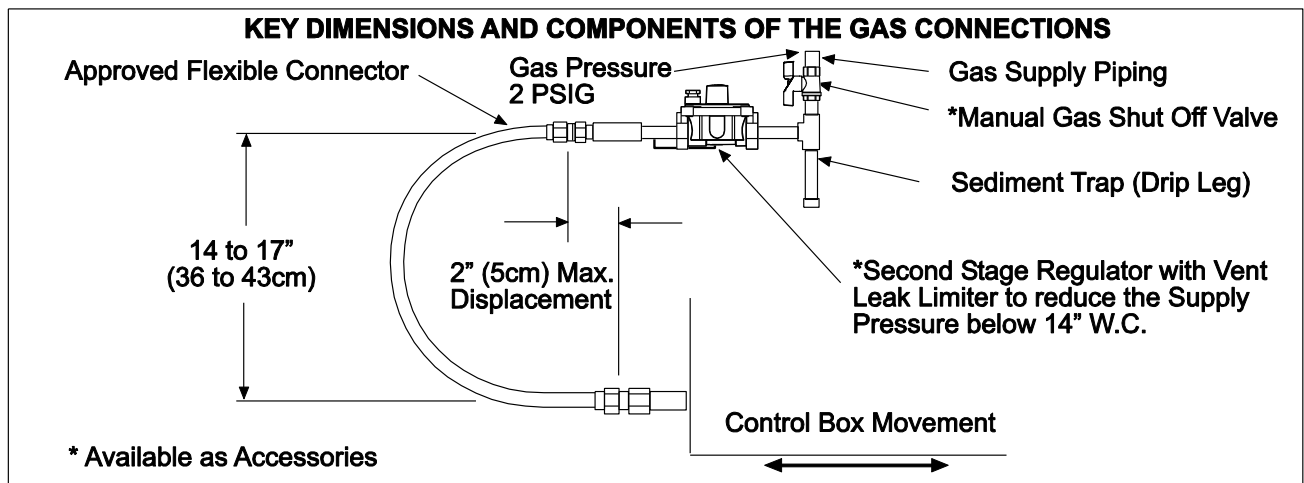 KEY DIMENSIONS AND COMPONENTS OF THE GAS CONNECTIONS
Approved Flexible Connector
Gas Pressure
2 PSIG
Gas Supply Piping
*Manual Gas Shut Off Valve
Sediment Trap (Drip Leg)
14 to 17”
(36 to 43cm)
2” (5cm) Max.
Displacement
*Second Stage Regulator with Vent
Leak Limiter to reduce the Supply
Pressure below 14” W.C.
Control Box Movement
* Available as Accessories